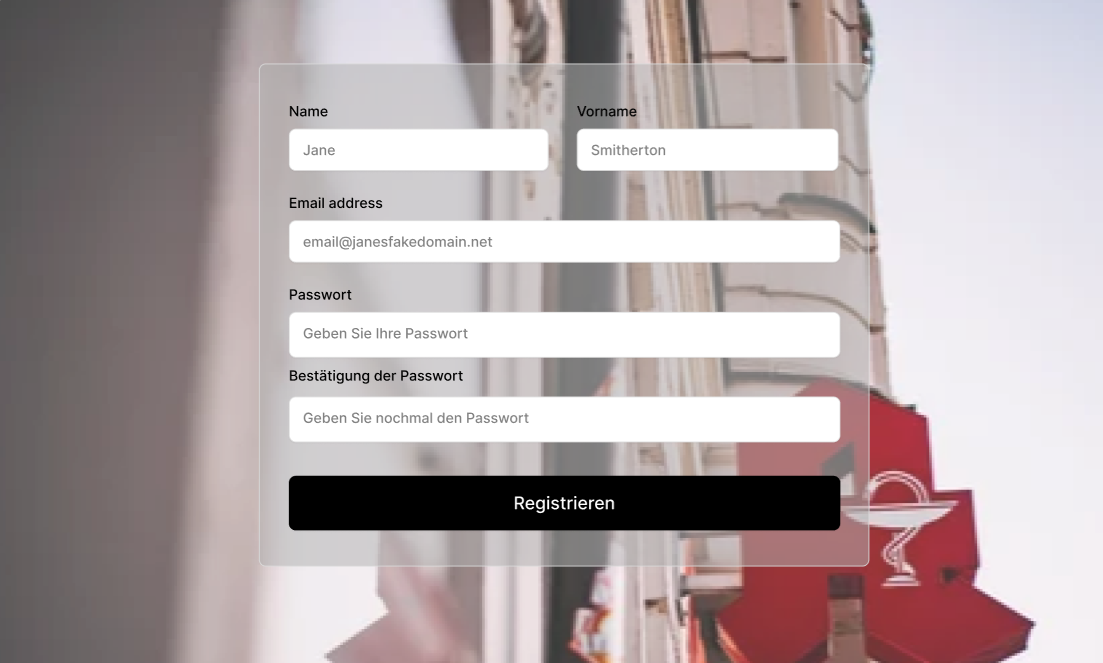 Name
Vorname
Jane
Smitherton
Email address
email@janesfakedomain.net
Passwort
Geben Sie Ihre Passwort
Bestätigung der Passwort
Geben Sie nochmal den Passwort
Registrieren